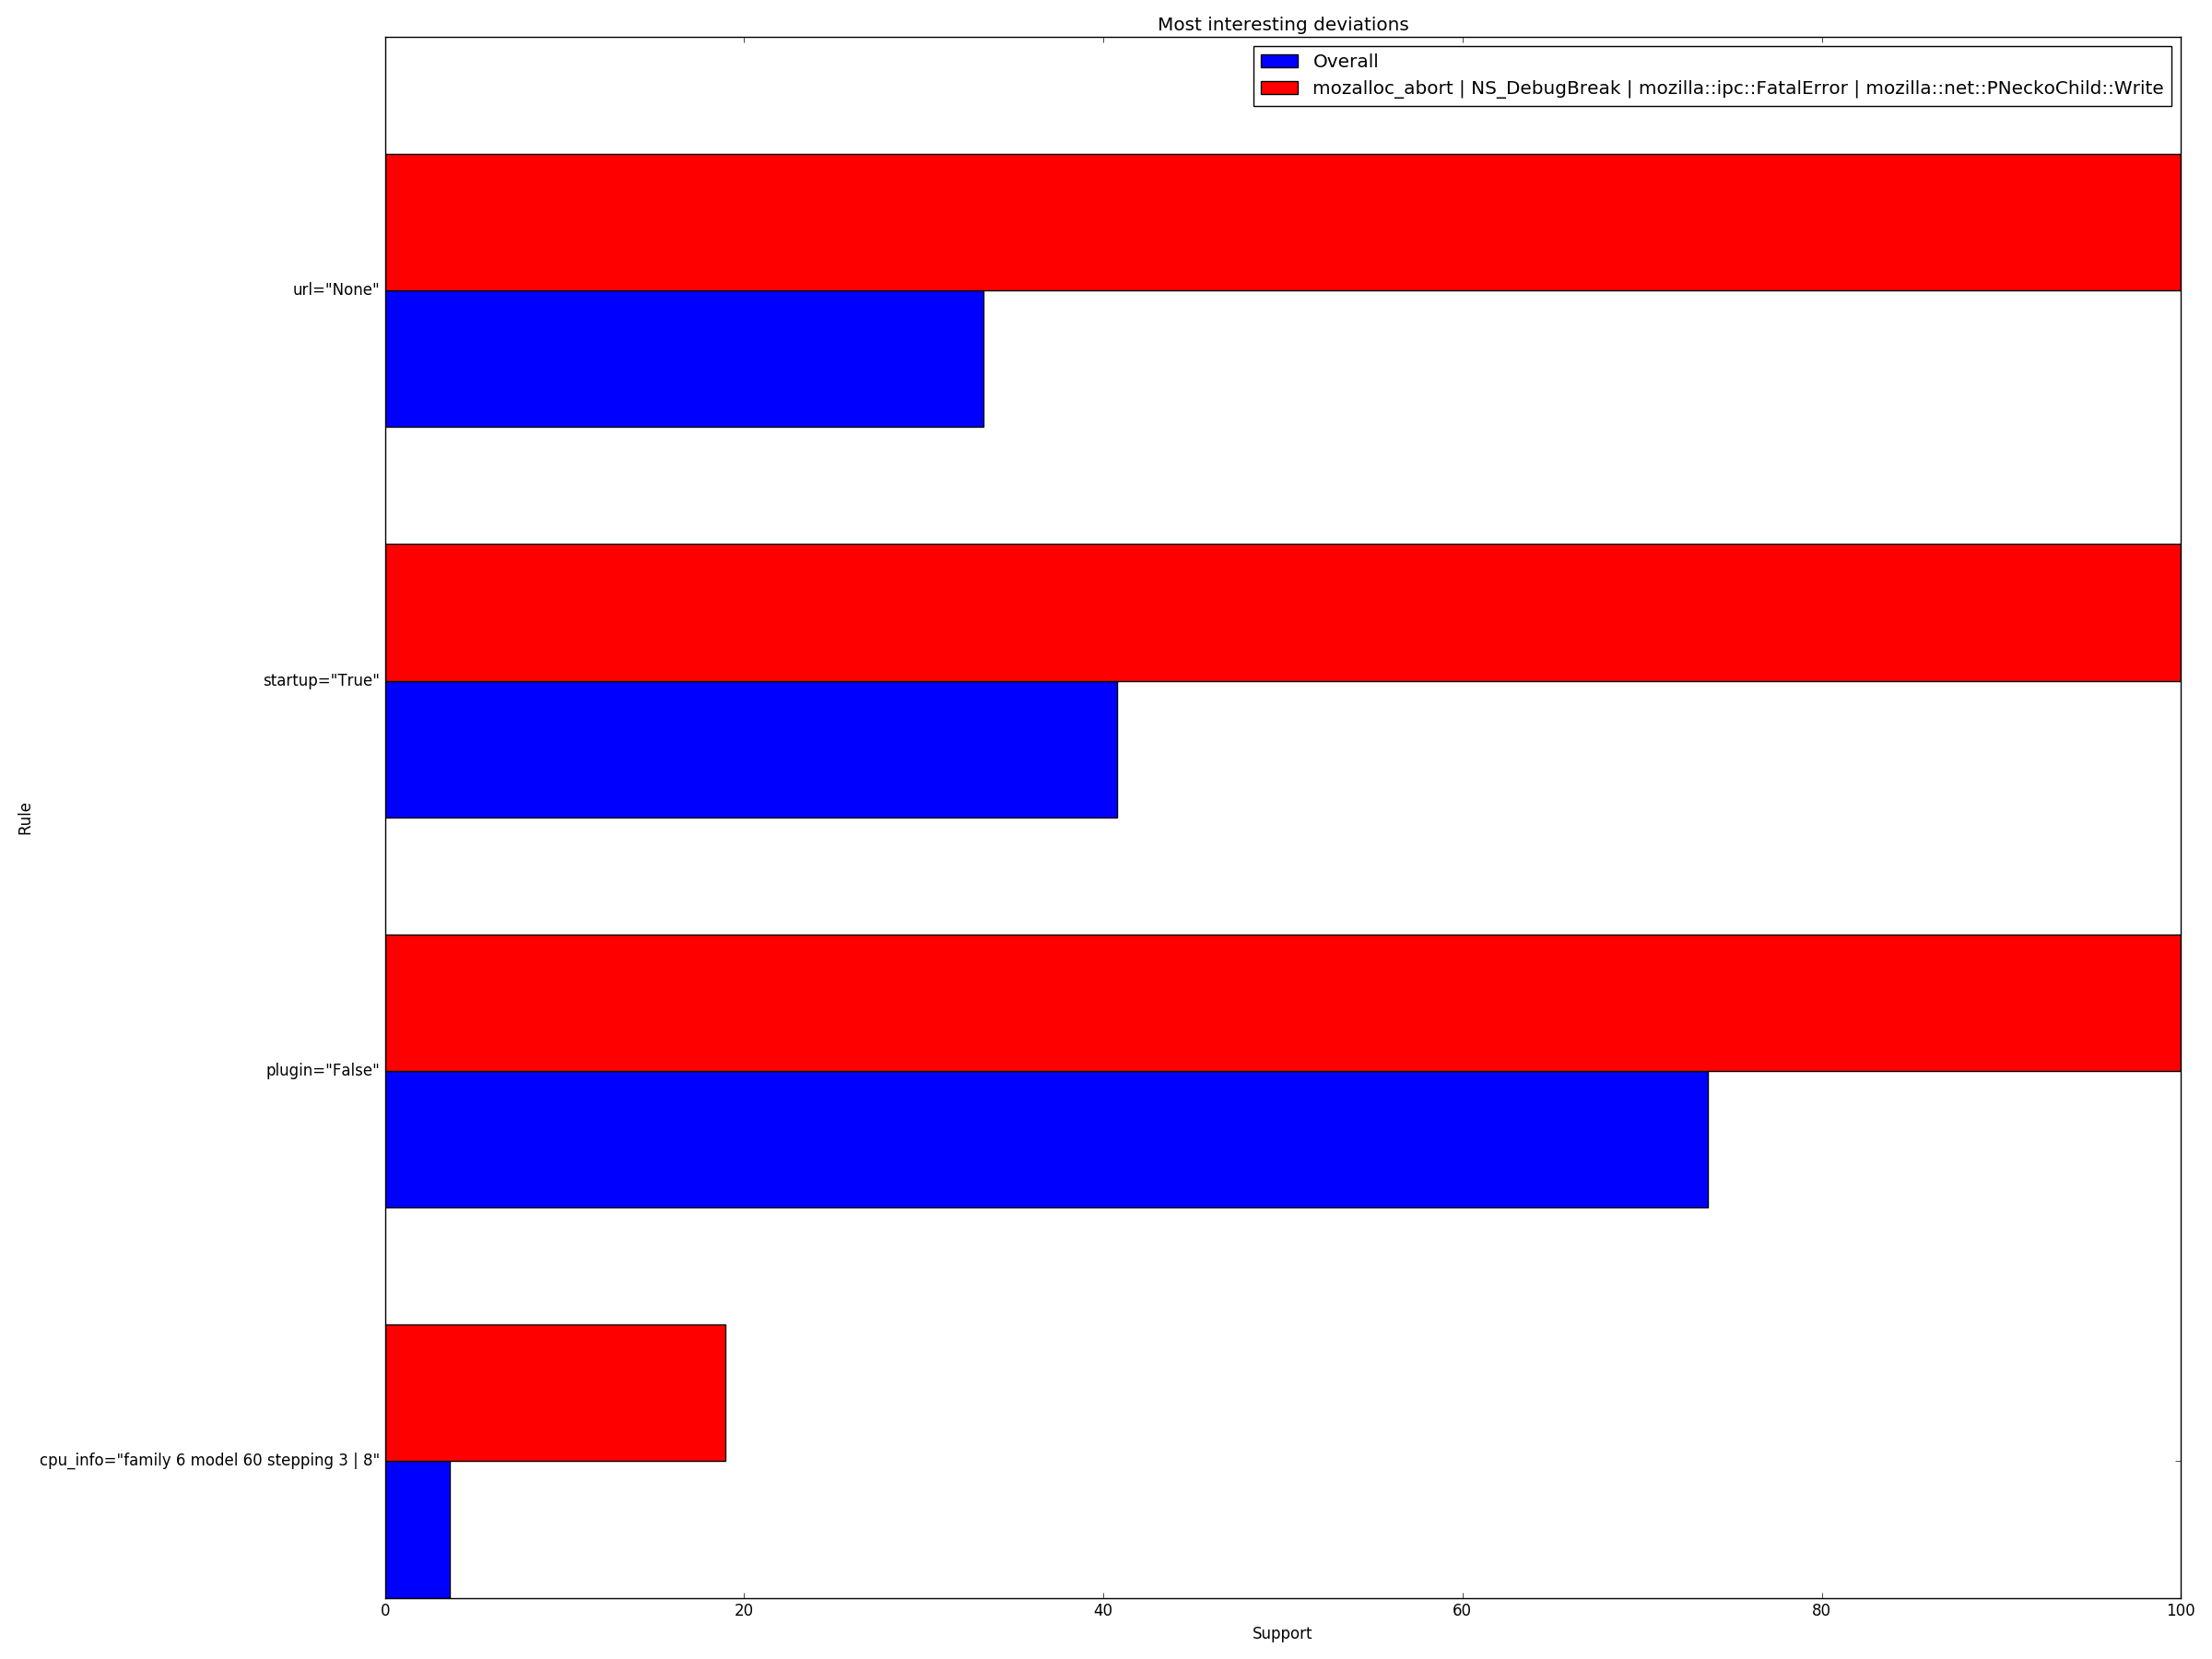 Most interesting deviations
Overall
mozalloc_abort | NS_DebugBreak | mozilla::ipc::FatalError | mozilla::net::PNeckoChild::Write
url="None"
startup="True"
Rule
plugin="False"
cpu_info="family 6 model 60 stepping 3 | 8"
0 20 40 60 80 100
Support